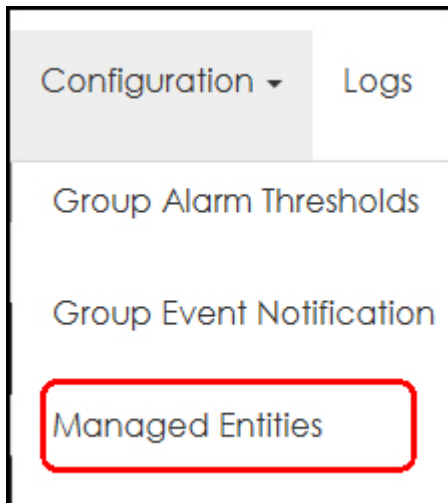 Configuration Logs
Group Alarm Thresholds
Group Event Notification
Managed Entities